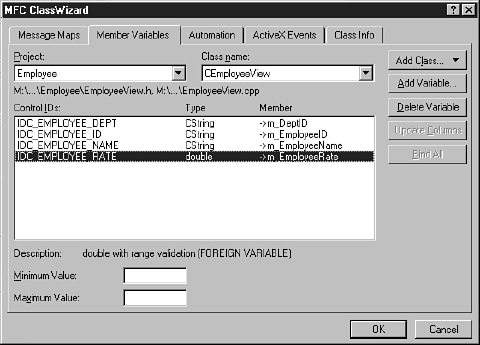 MFC ClassWizard
Message Maps Member Variables Automation ActiveX Events Class Info
Project: Class name:
Employee CEmployeeView
Add Class...
M:\...\Employee\EmployeeView.h, M:\...\EmployeeView.cpp
Add Variable...
Control IDs: Type Member
Delete Variable
IDC_EMPLOYEE_DEPT CString ->m_DeptID
IDC_EMPLOYEE_ID CString ->m_EmployeeID
IDC_EMPLOYEE_NAME CString ->m_EmployeeName
IDC_EMPLOYEE_RATE double ->m_EmployeeRate
Update Columns
Bind All
Description: double with range validation (FOREIGN VARIABLE)
Minimum Value:
Maximum Value:
OK Cancel